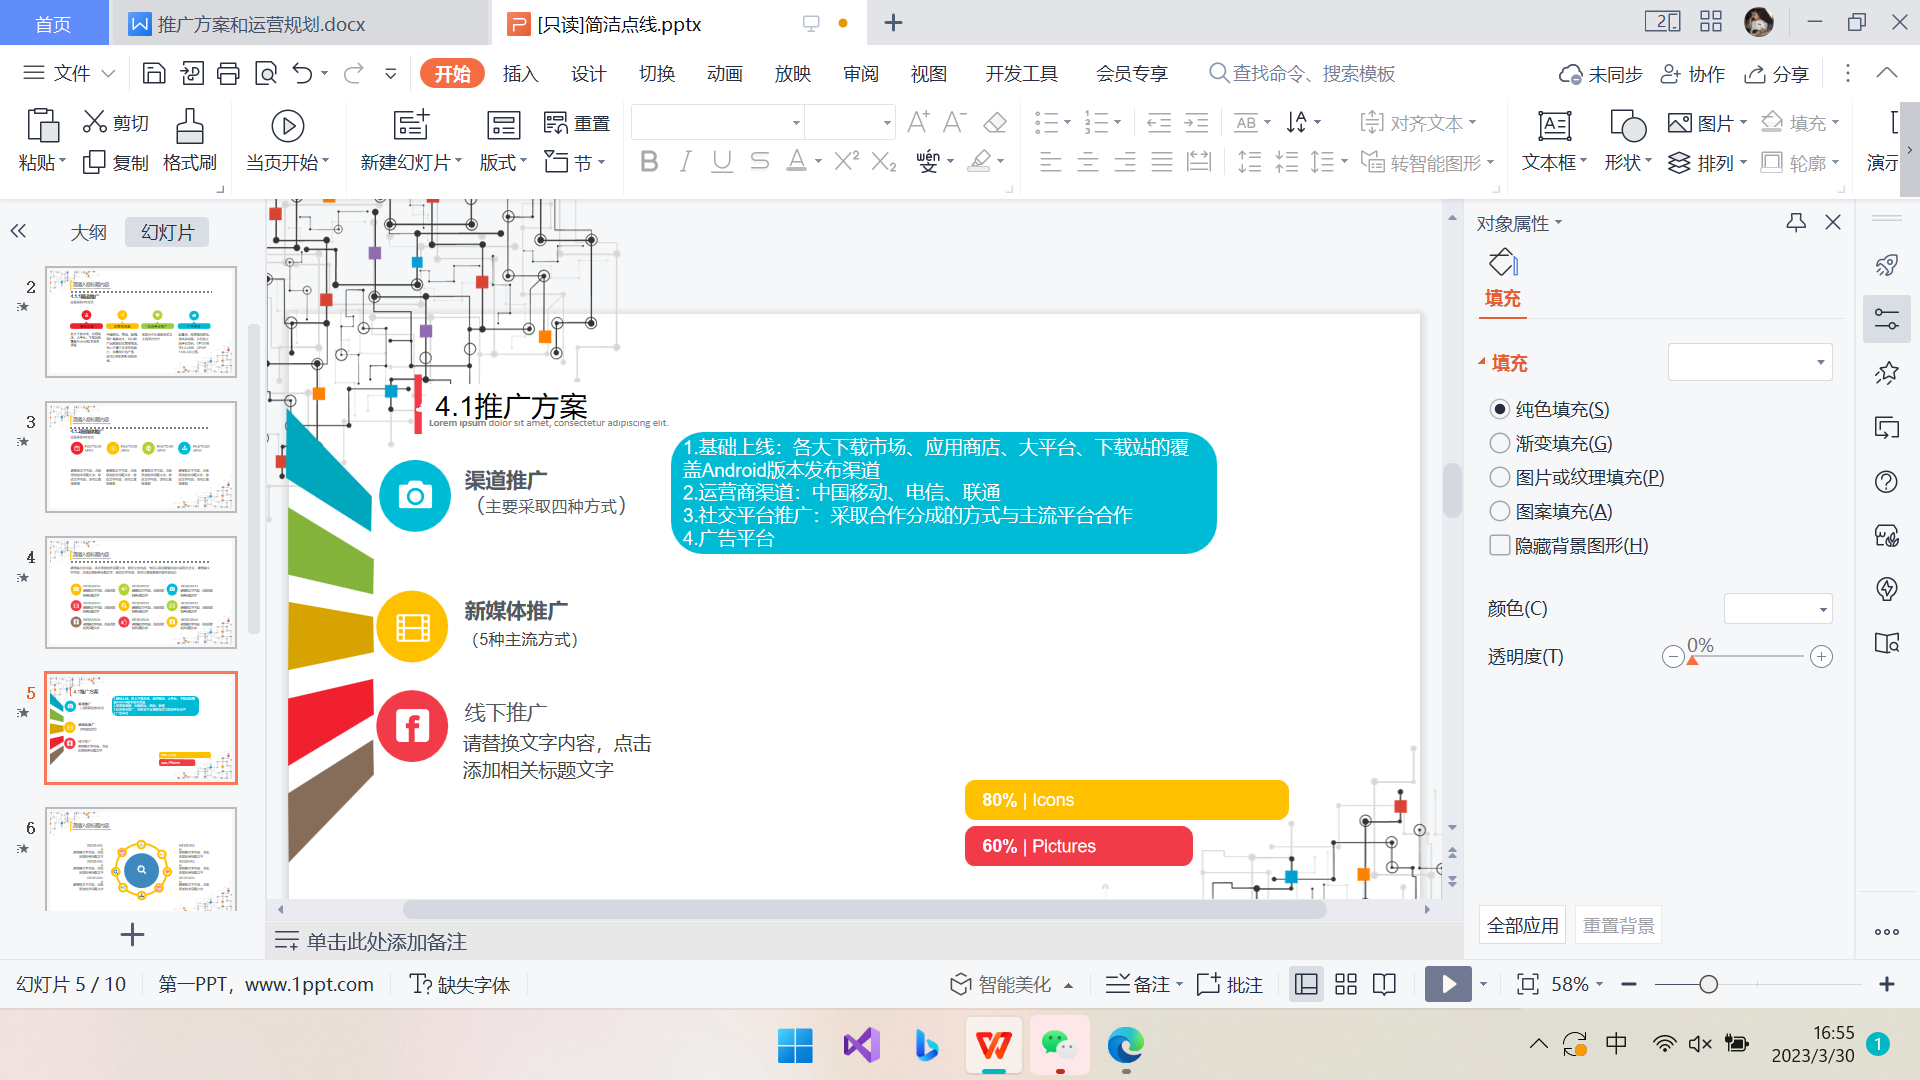 首页
推广方案和运营规划.docx
[只读]简洁点线.pptx
文件
开始
插入
设计
切换
动画
放映
审阅
视图
开发工具
会员专享
查找命令、搜索模板
未同步
协作
分享
粘贴
剪切
复制
格式刷
当页开始
新建幻灯片
版式
重置
节
对齐文本
转智能图形
文本框
形状
图片
排列
填充
轮廓
演示
大纲
幻灯片
2
3
4
5
6
4.1推广方案
Lorem ipsum dolor sit amet, consectetur adipiscing elit.
渠道推广
（主要采取四种方式）
1.基础上线：各大下载市场、应用商店、大平台、下载站的覆
盖Android版本发布渠道
2.运营商渠道：中国移动、电信、联通
3.社交平台推广：采取合作分成的方式与主流平台合作
4.广告平台
新媒体推广
（5种主流方式）
线下推广
请替换文字内容，点击
添加相关标题文字
80% | Icons
60% | Pictures
单击此处添加备注
对象属性
填充
填充
纯色填充(S)
渐变填充(G)
图片或纹理填充(P)
图案填充(A)
隐藏背景图形(H)
颜色(C)
透明度(T)
0%
全部应用
重置背景
幻灯片 5 / 10
第一PPT，www.1ppt.com
缺失字体
智能美化
备注
批注
58%
中
16:55
2023/3/30
1